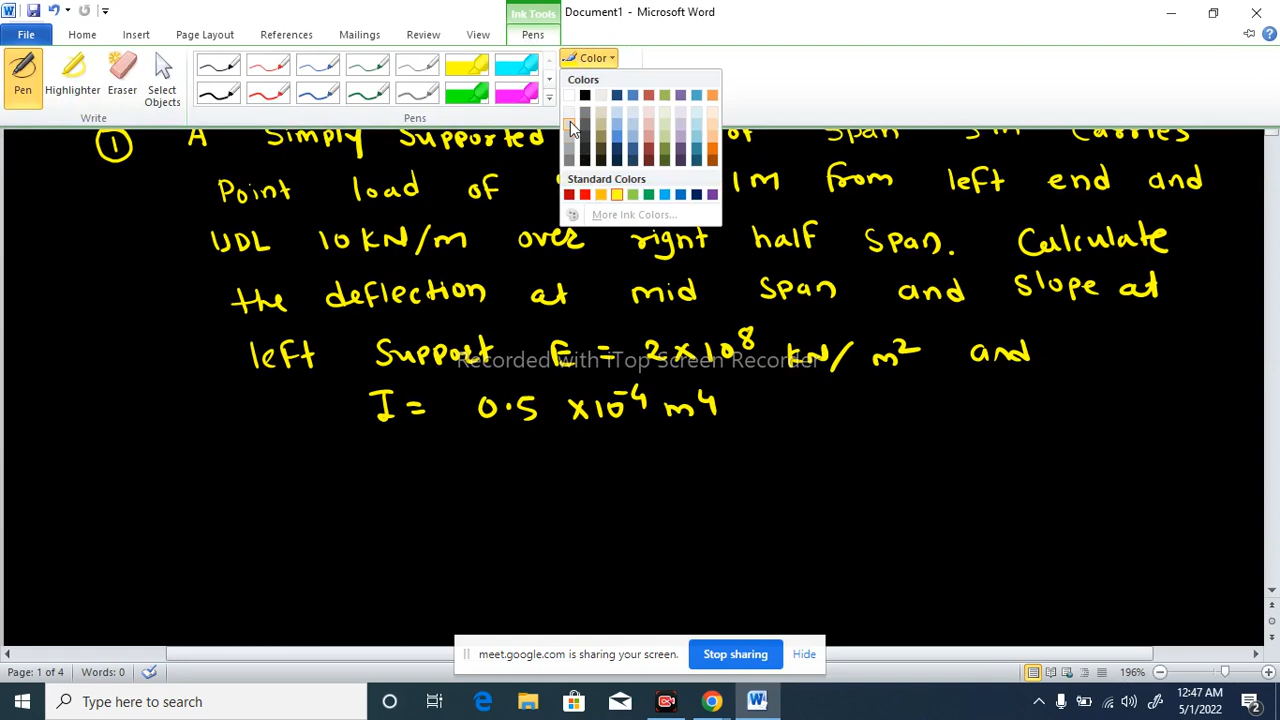 Ink Tools
Document1 - Microsoft Word
File Home Insert Page Layout References Mailings Review View Pens
Pen Highlighter Eraser Select Objects
Color
Write
Pens
Colors
Standard Colors
More Ink Colors...
① A Simply Supported of Span carries
Point load of 1m from left end and
UDL 10 KN/m over right half span. Calculate
the deflection at mid span and slope at
left Support E = 2×10⁸ kN/m² and
Recorded with iTop Screen Recorder
I = 0.5 ×10⁻⁴ m⁴
meet.google.com is sharing your screen. Stop sharing Hide
Page: 1 of 4 Words: 0 196%
Type here to search
12:47 AM
5/1/2022
2